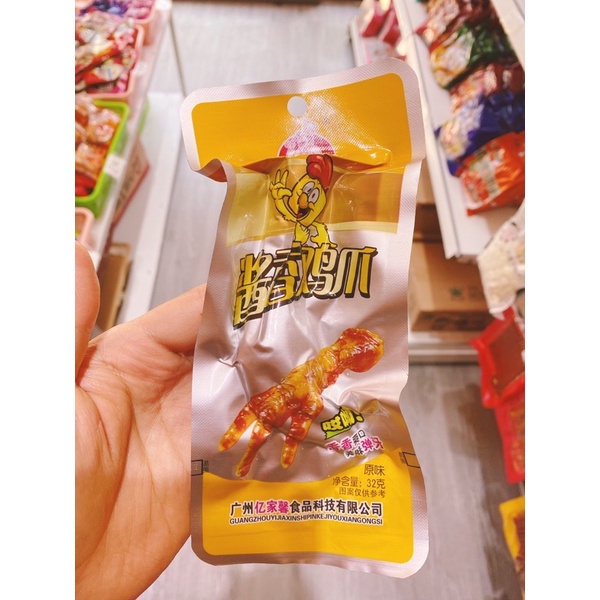 酱香鸡爪
原味
净含量：32克
图案仅供参考
广州亿家馨食品科技有限公司
GUANGZHOUYIJIAXINSHIPINKEJIYOUXIANGONGSI